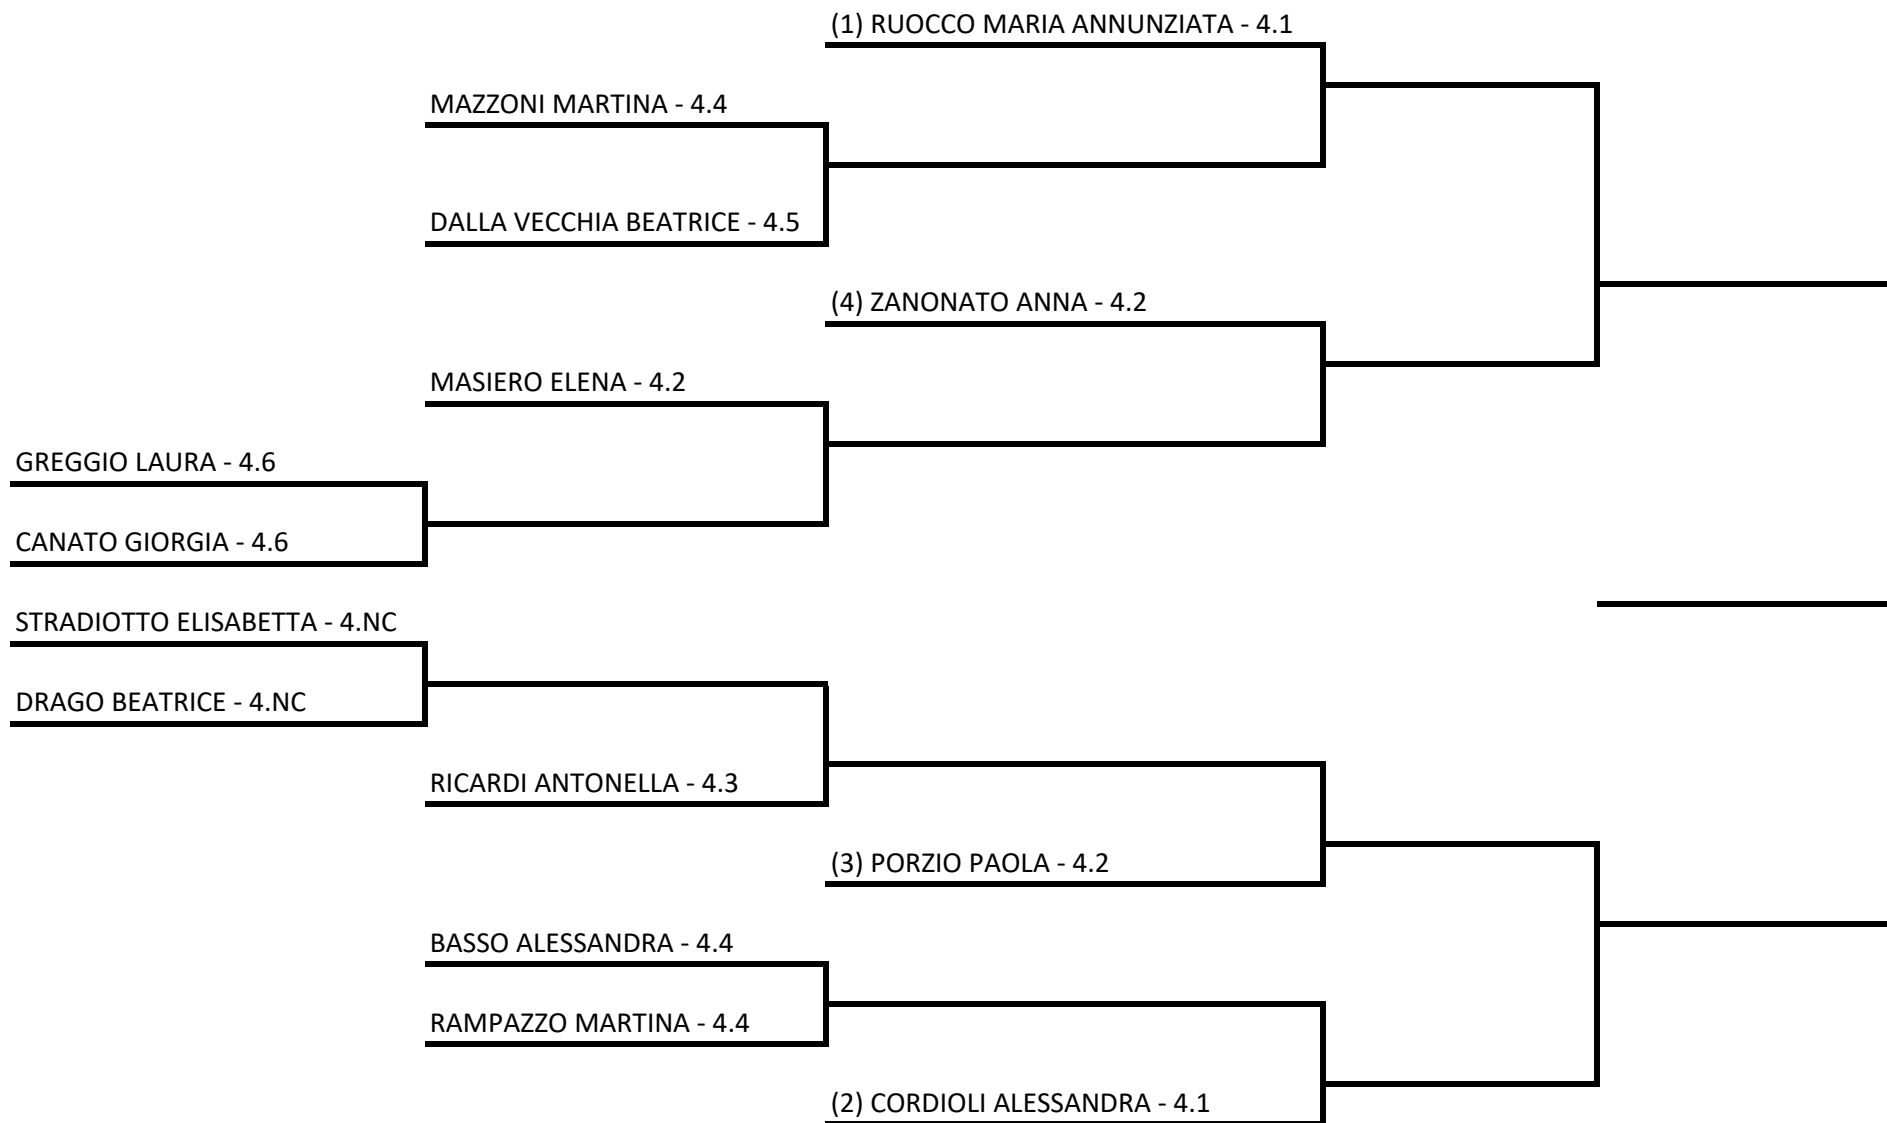 (1) RUOCCO MARIA ANNUNZIATA - 4.1
MAZZONI MARTINA - 4.4
DALLA VECCHIA BEATRICE - 4.5
(4) ZANONATO ANNA - 4.2
MASIERO ELENA - 4.2
GREGGIO LAURA - 4.6
CANATO GIORGIA - 4.6
STRADIOTTO ELISABETTA - 4.NC
DRAGO BEATRICE - 4.NC
RICARDI ANTONELLA - 4.3
(3) PORZIO PAOLA - 4.2
BASSO ALESSANDRA - 4.4
RAMPAZZO MARTINA - 4.4
(2) CORDIOLI ALESSANDRA - 4.1